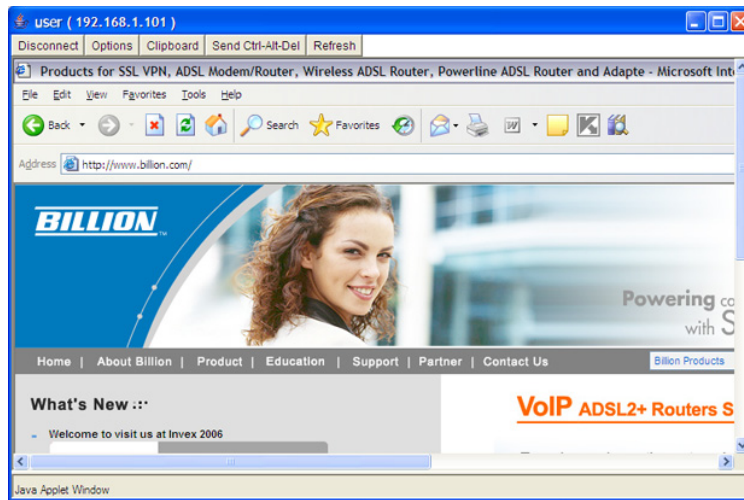 user ( 192.168.1.101 )
Disconnect Options Clipboard Send Ctrl-Alt-Del Refresh
Products for SSL VPN, ADSL Modem/Router, Wireless ADSL Router, Powerline ADSL Router and Adapte - Microsoft Inte
File Edit View Favorites Tools Help
Back Search Favorites
Address http://www.billion.com/
BILLION TM
Powering co
with S
Home | About Billion | Product | Education | Support | Partner | Contact Us Billion Products
What's New
VoIP ADSL2+ Routers S
Welcome to visit us at Invex 2006
Java Applet Window